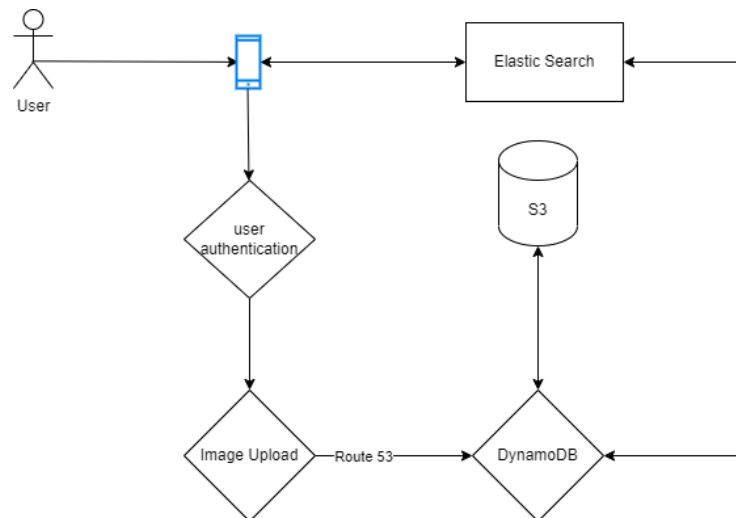 Elastic Search
User
S3
user
authentication
Image Upload
Route 53
DynamoDB